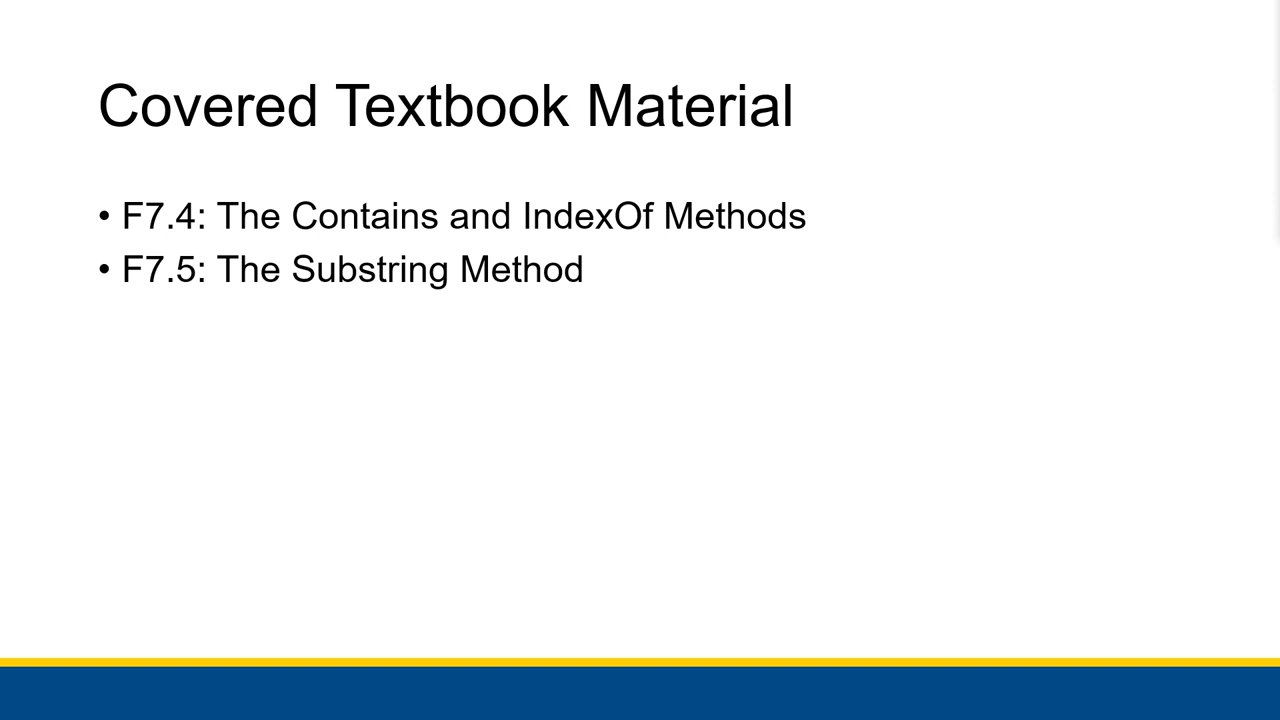 Covered Textbook Material
• F7.4: The Contains and IndexOf Methods
• F7.5: The Substring Method